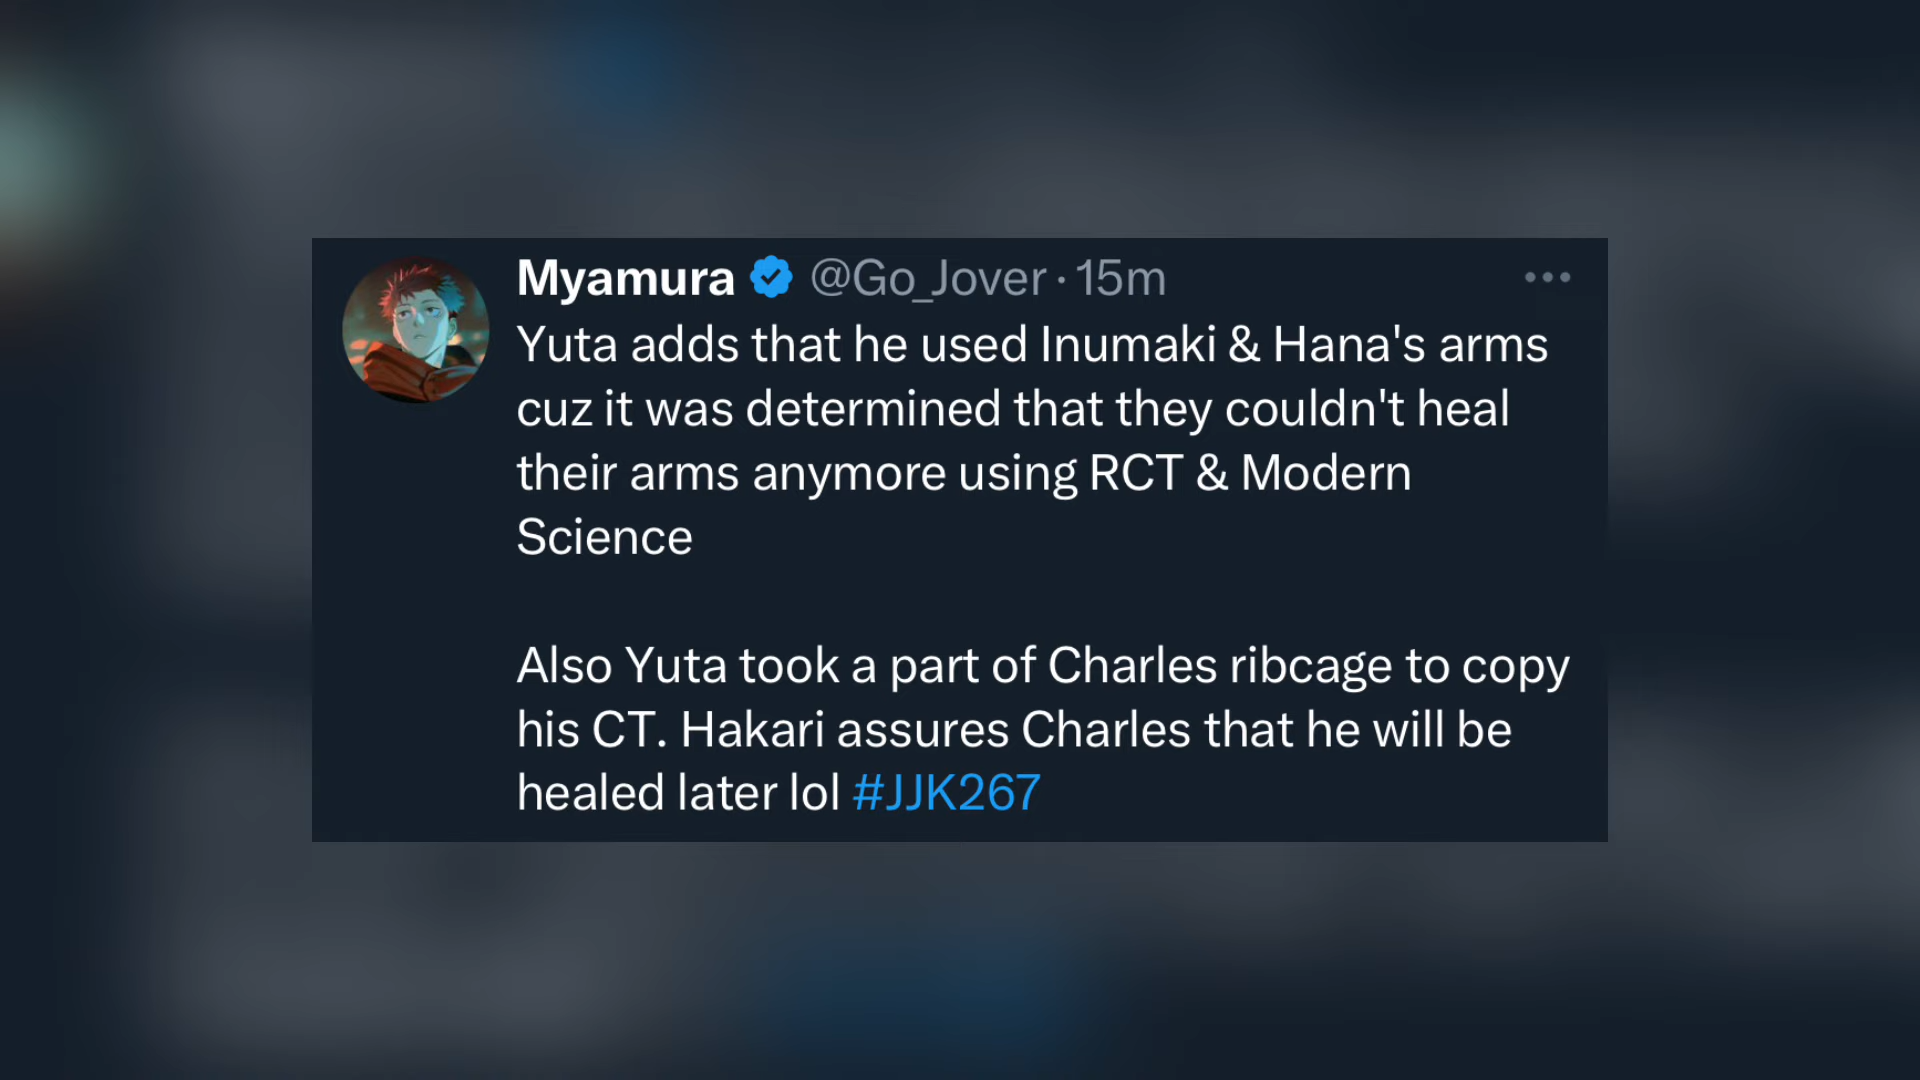 Myamura @Go_Jover · 15m
Yuta adds that he used Inumaki & Hana's arms
cuz it was determined that they couldn't heal
their arms anymore using RCT & Modern
Science
Also Yuta took a part of Charles ribcage to copy
his CT. Hakari assures Charles that he will be
healed later lol #JJK267